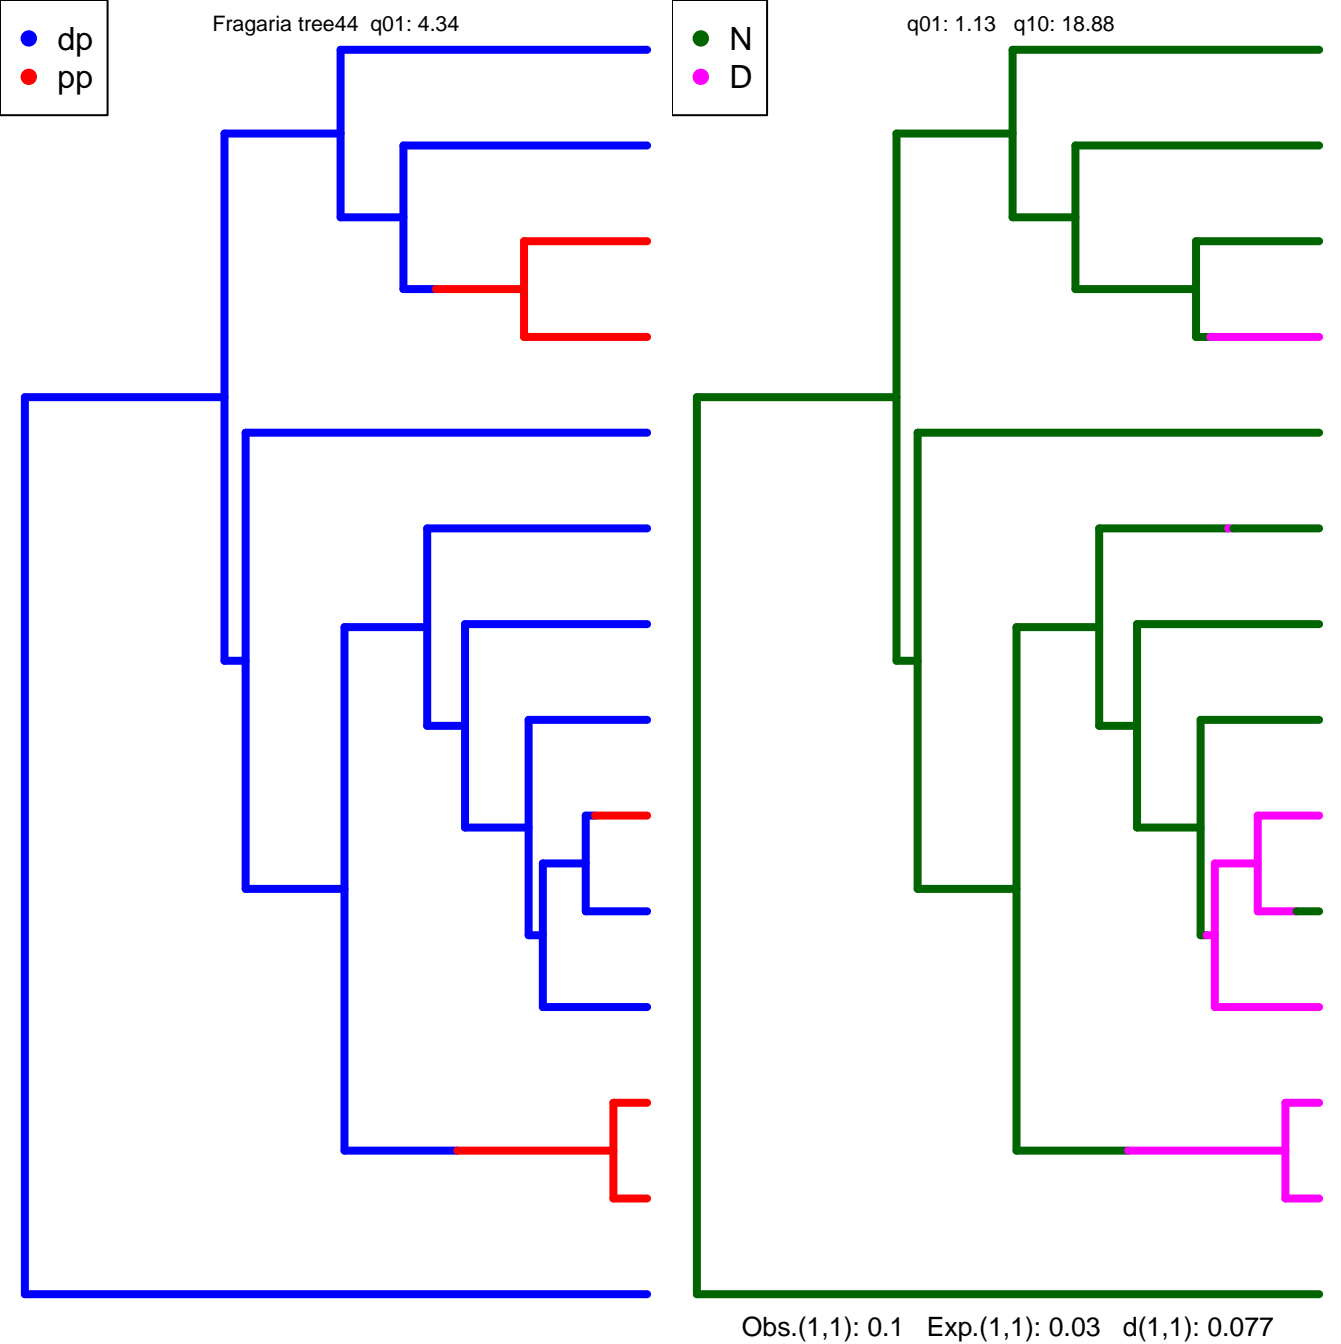 Fragaria tree44  q01: 4.34
dp
pp
q01: 1.13   q10: 18.88
N
D
Obs.(1,1): 0.1   Exp.(1,1): 0.03   d(1,1): 0.077